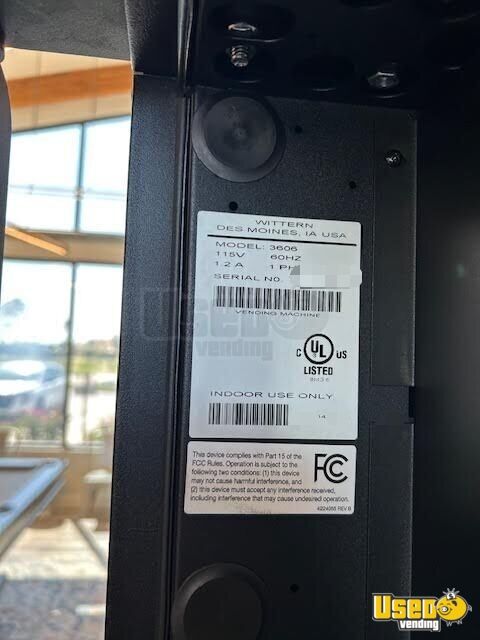 WITTERN
DES MOINES, IA USA
MODEL: 3606
115V 60HZ
1.2 A 1 PH
SERIAL NO.
VENDING MACHINE
C UL US
LISTED
INDOOR USE ONLY
14
This device complies with Part 15 of the
FCC Rules. Operation is subject to the
following two conditions: (1) this device
may not cause harmful interference, and
(2) this device must accept any interference received,
including interference that may cause undesired operation.
FC
4224355 REV B
USED
vending
USED
vending